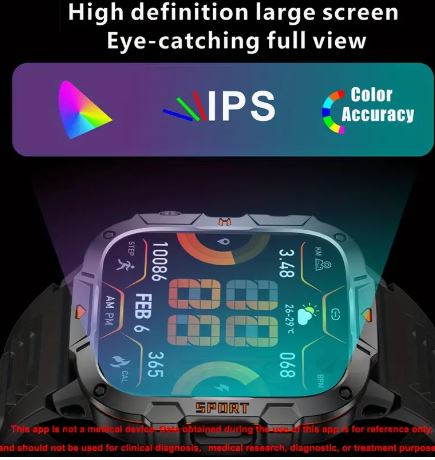 High definition large screen
Eye-catching full view
IPS
Color
Accuracy
STEP
10086
AM PM
FEB 6
CAL
365
88
88
KM
3.48
26-29°C
068
BPM
SPORT
This app is not a medical device. Data obtained during the use of this app is for reference only,
and should not be used for clinical diagnosis, medical research, diagnostic, or treatment purpose